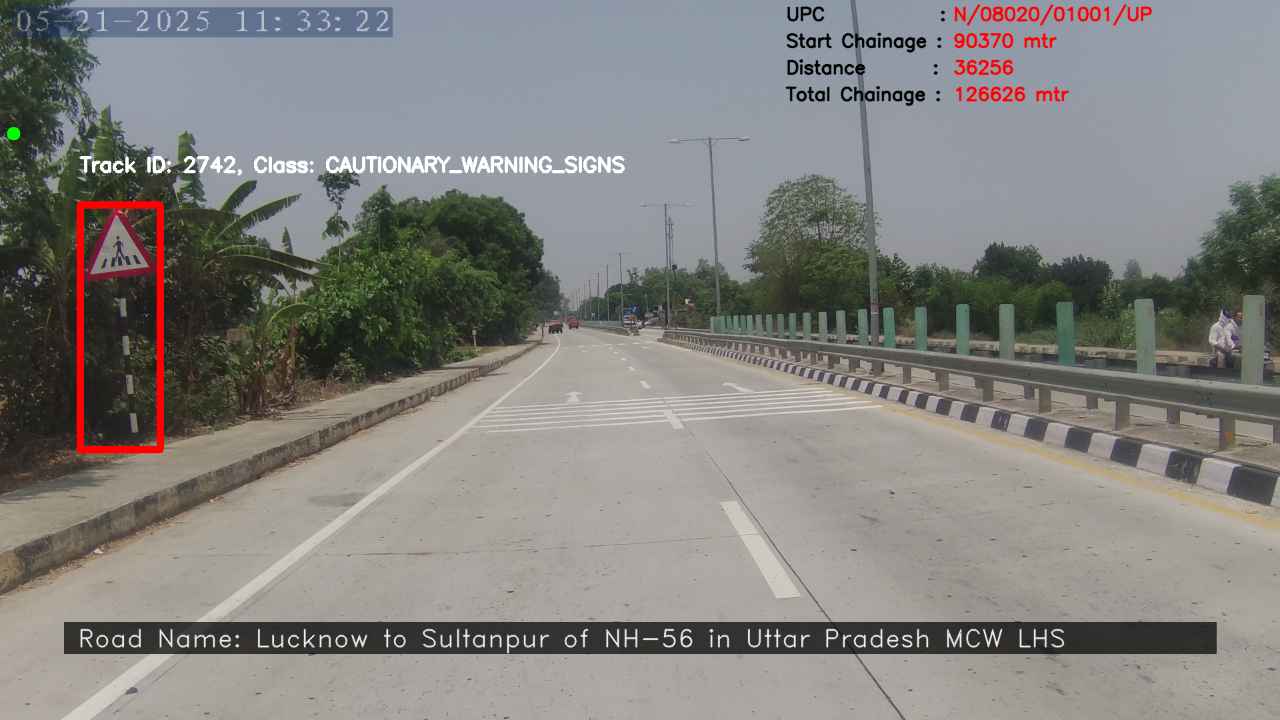 05-21-2025 11:33:22
UPC : N/08020/01001/UP
Start Chainage : 90370 mtr
Distance : 36256
Total Chainage : 126626 mtr
Track ID: 2742, Class: CAUTIONARY_WARNING_SIGNS
Road Name: Lucknow to Sultanpur of NH-56 in Uttar Pradesh MCW LHS